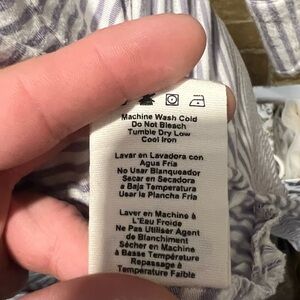 Machine Wash Cold
Do Not Bleach
Tumble Dry Low
Cool Iron
Lavar en Lavadora con
Agua Fria
No Usar Blanqueador
Secar en Secadora
a Baja Temperatura
Usar la Plancha Fria
Laver en Machine à
L'Eau Froide
Ne Pas Utiliser Agent
de Blanchiment
Sécher en Machine
à Basse Température
Repassage à
Température Faible